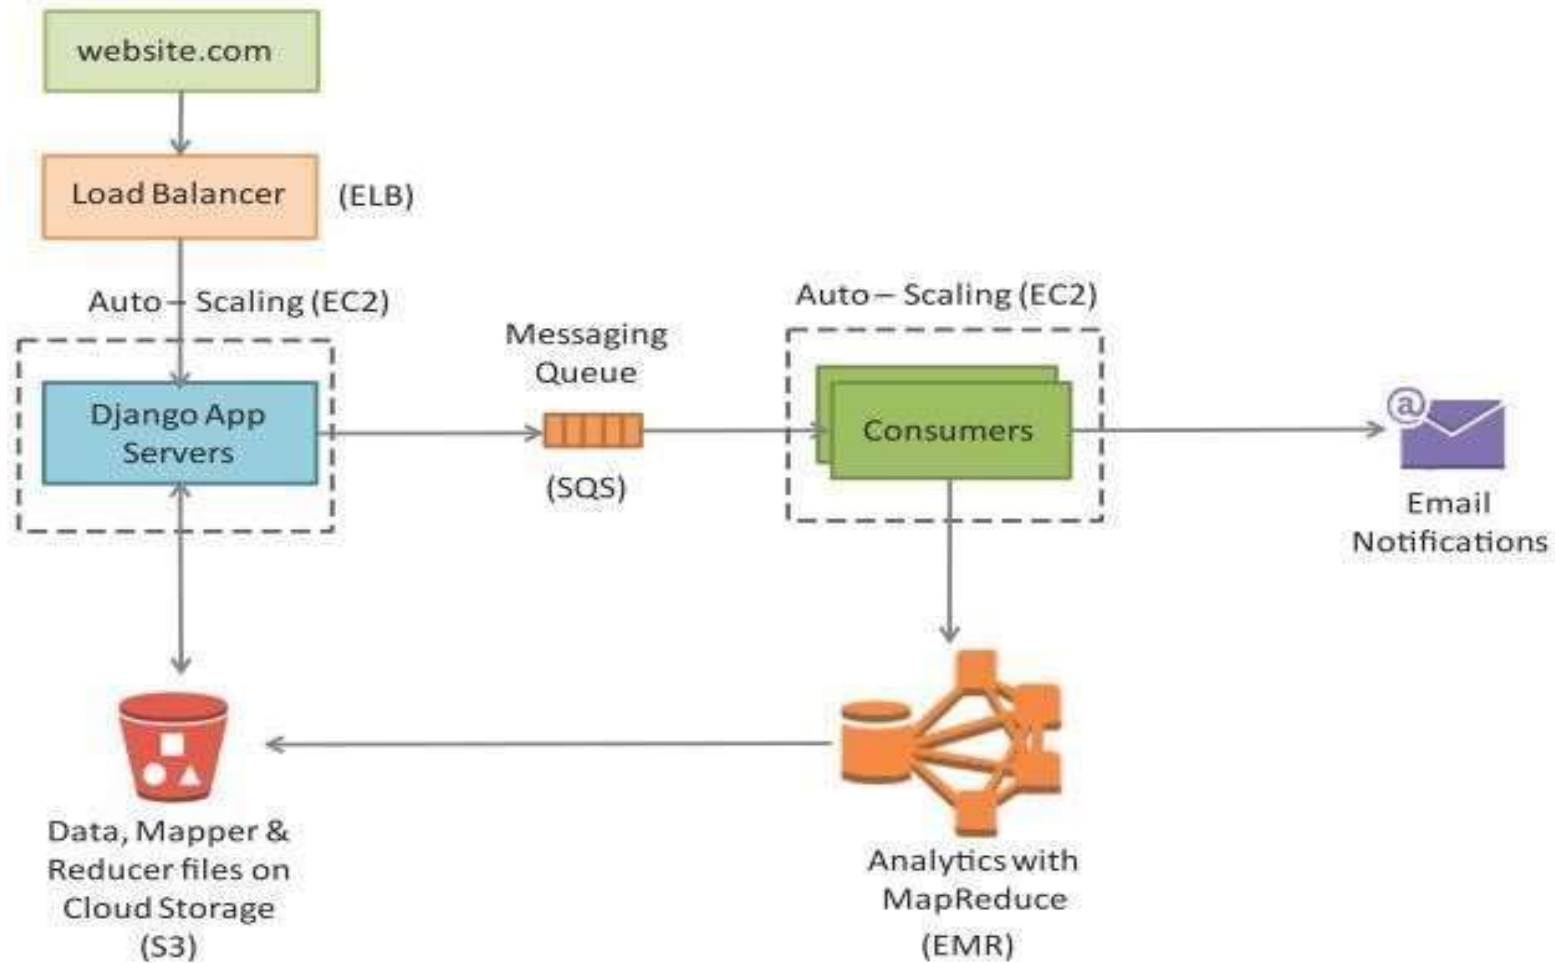 website.com
Load Balancer
(ELB)
Auto – Scaling (EC2)
Django App
Servers
Messaging
Queue
(SQS)
Auto – Scaling (EC2)
Consumers
@
Email
Notifications
Data, Mapper &
Reducer files on
Cloud Storage
(S3)
Analytics with
MapReduce
(EMR)